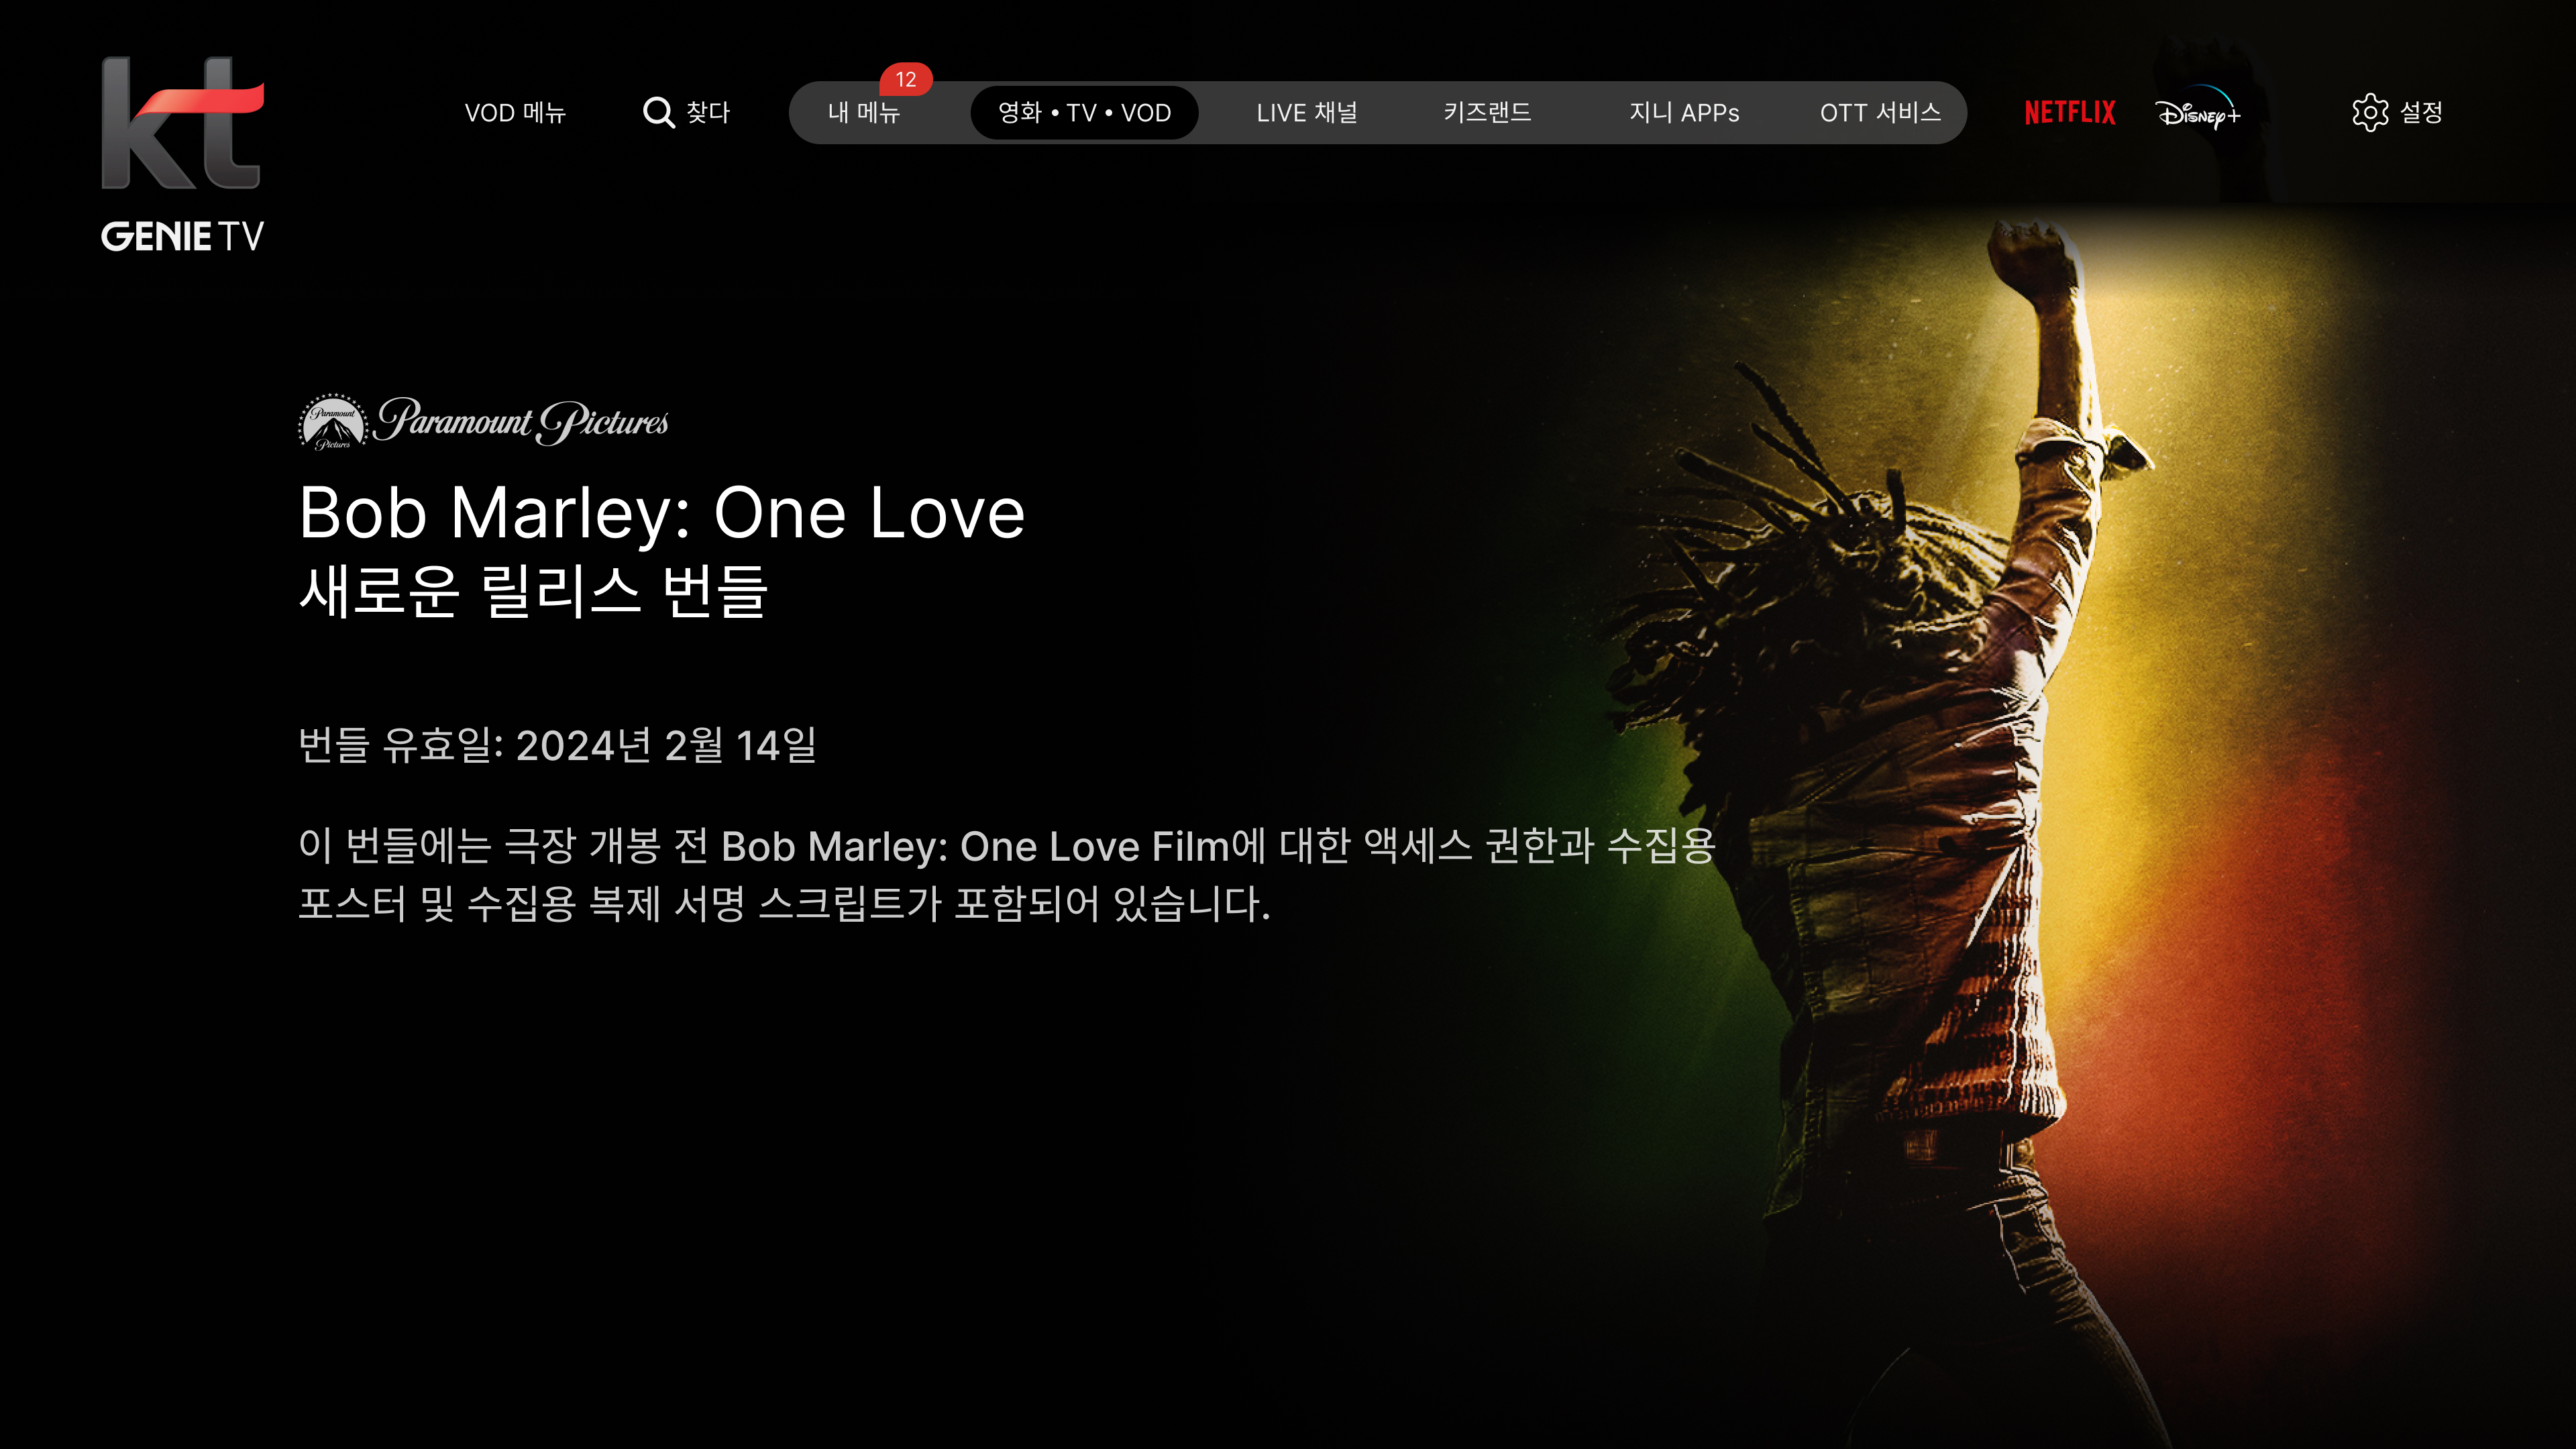 kt
GENIE TV
VOD 메뉴
찾다
내 메뉴
12
영화 • TV • VOD
LIVE 채널
키즈랜드
지니 APPs
OTT 서비스
NETFLIX
Disney+
설정
Paramount Pictures
Paramount Pictures
Bob Marley: One Love
새로운 릴리스 번들
번들 유효일: 2024년 2월 14일
이 번들에는 극장 개봉 전 Bob Marley: One Love Film에 대한 액세스 권한과 수집용
포스터 및 수집용 복제 서명 스크립트가 포함되어 있습니다.